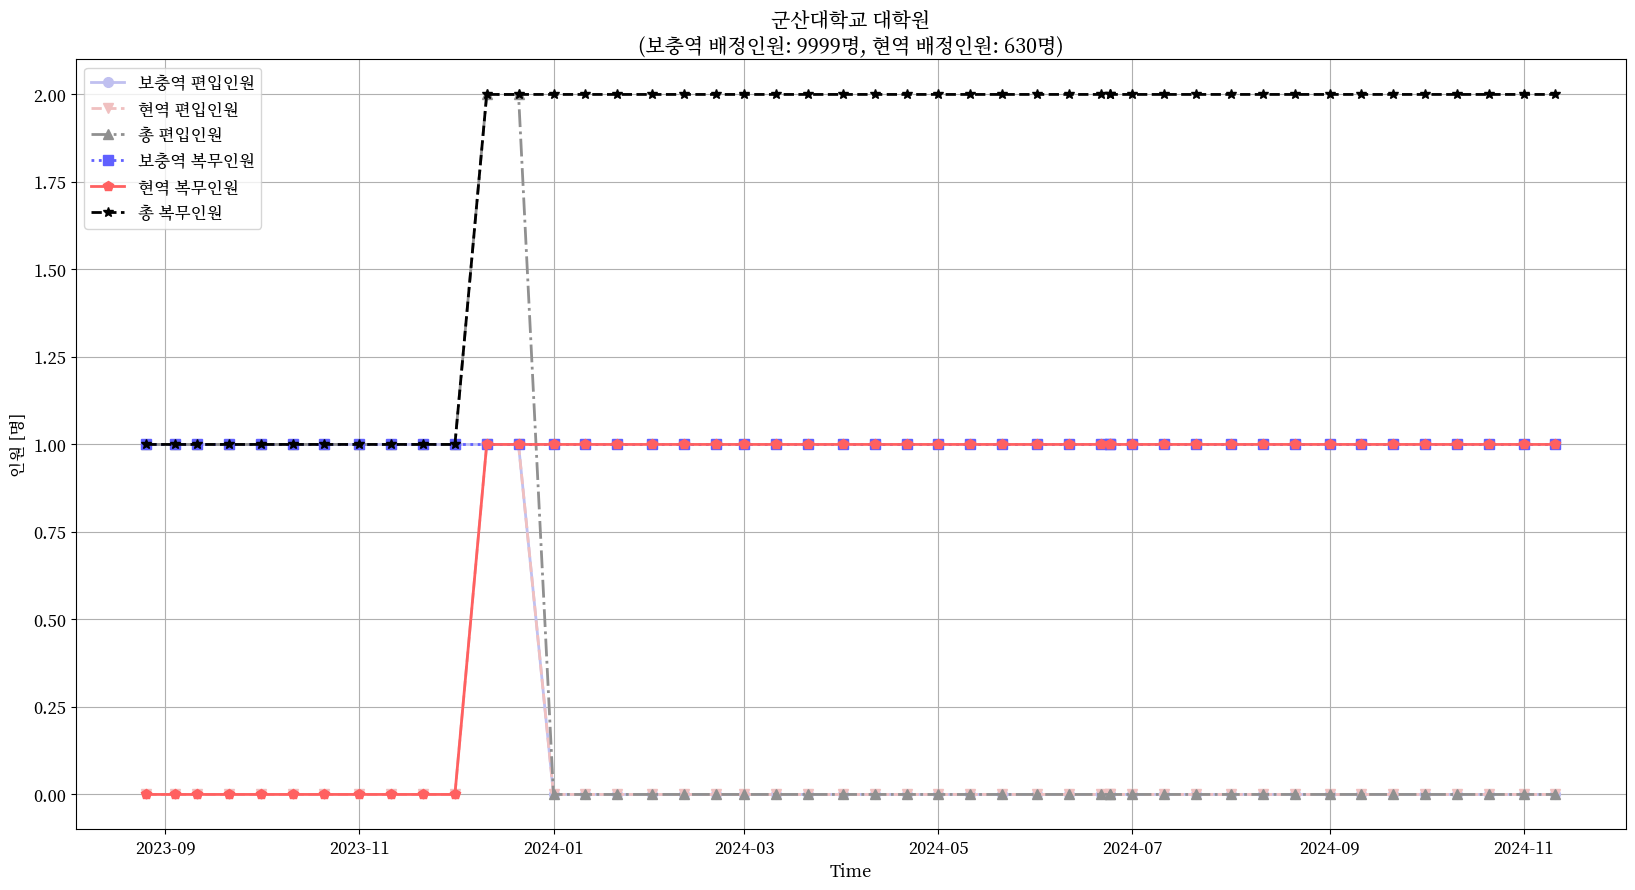 군산대학교 대학원
(보충역 배정인원: 9999명, 현역 배정인원: 630명)
보충역 편입인원
현역 편입인원
총 편입인원
보충역 복무인원
현역 복무인원
총 복무인원
2.00
1.75
1.50
1.25
1.00
0.75
0.50
0.25
0.00
인원 [명]
2023-09
2023-11
2024-01
2024-03
2024-05
2024-07
2024-09
2024-11
Time